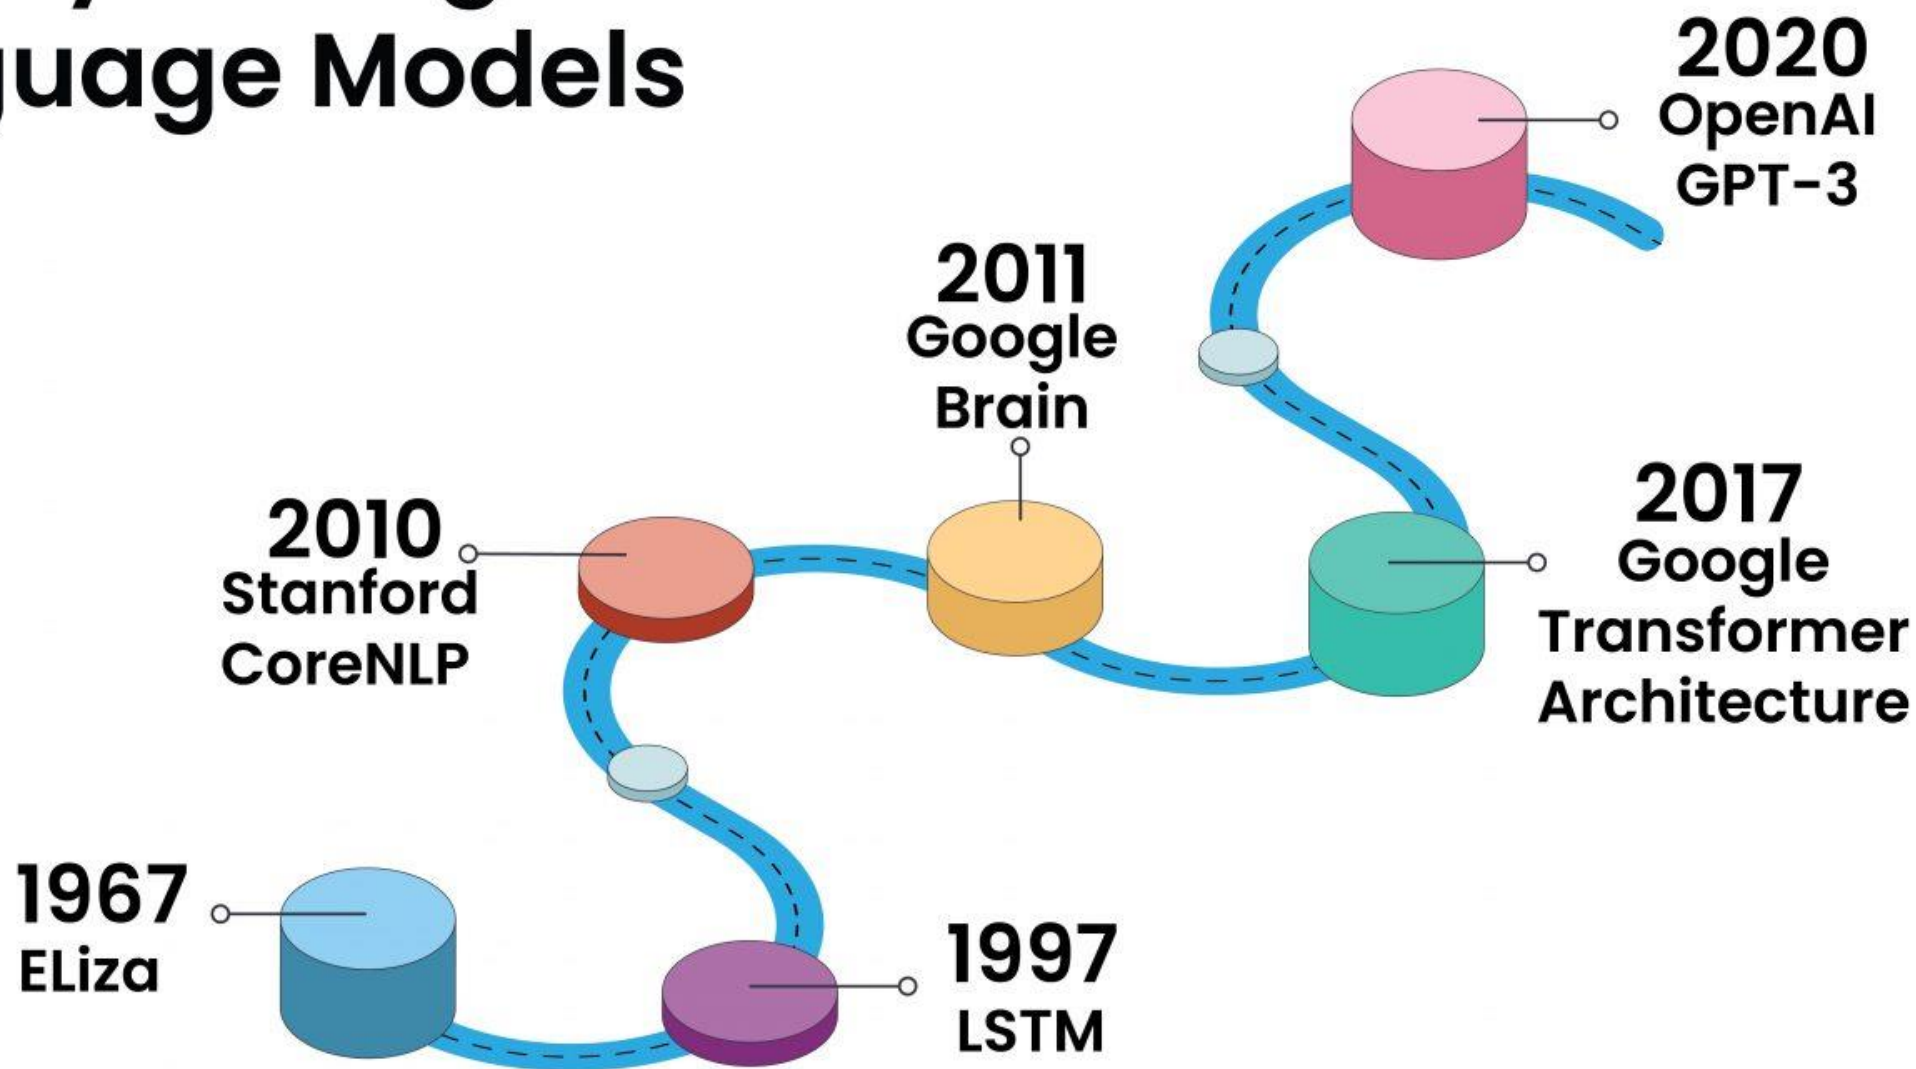 guage Models
2020
OpenAI
GPT-3
2011
Google
Brain
2017
Google
Transformer
Architecture
2010
Stanford
CoreNLP
1967
ELiza
1997
LSTM